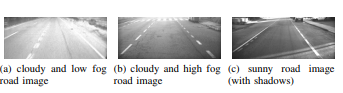 (a) cloudy and low fog
road image
(b) cloudy and high fog
road image
(c) sunny road image
(with shadows)